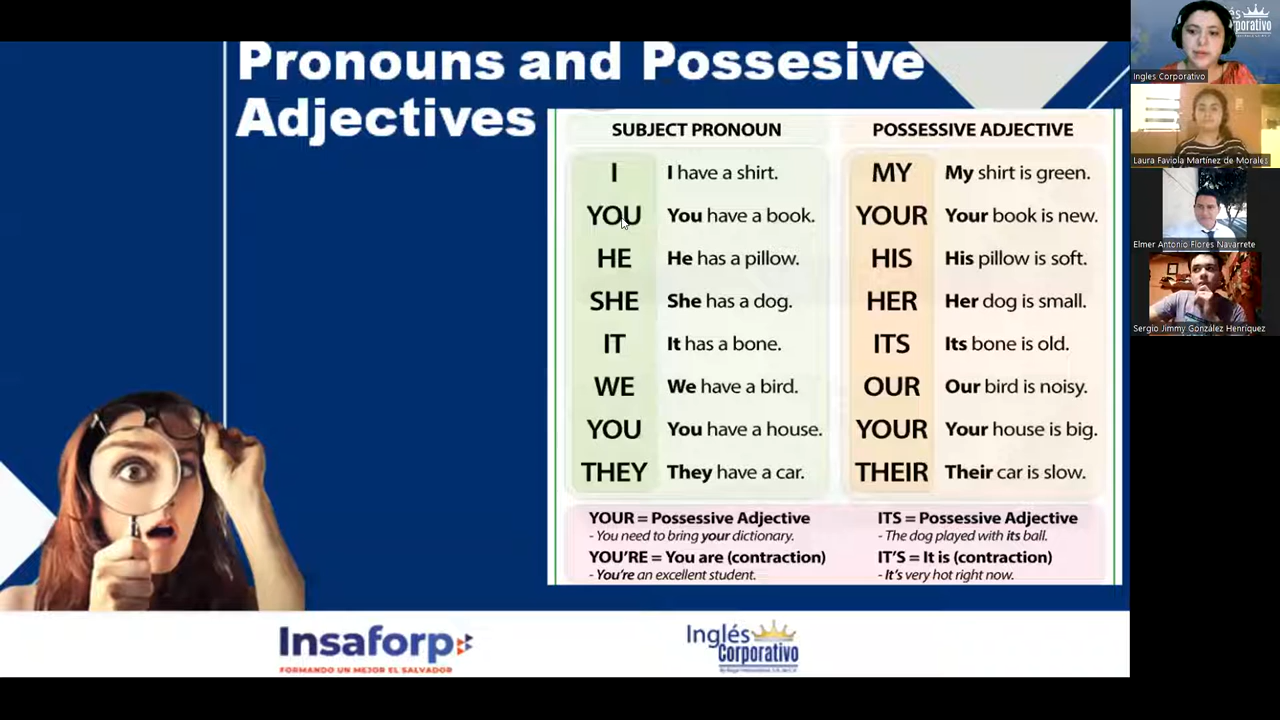 Pronouns and Possesive
Adjectives
SUBJECT PRONOUN
POSSESSIVE ADJECTIVE
I
I have a shirt.
MY
My shirt is green.
YOU
You have a book.
YOUR
Your book is new.
HE
He has a pillow.
HIS
His pillow is soft.
SHE
She has a dog.
HER
Her dog is small.
IT
It has a bone.
ITS
Its bone is old.
WE
We have a bird.
OUR
Our bird is noisy.
YOU
You have a house.
YOUR
Your house is big.
THEY
They have a car.
THEIR
Their car is slow.
YOUR = Possessive Adjective
- You need to bring your dictionary.
YOU'RE = You are (contraction)
- You're an excellent student.
ITS = Possessive Adjective
- The dog played with its ball.
IT'S = It is (contraction)
- It's very hot right now.
Insaforp
FORMANDO UN MEJOR EL SALVADOR
Inglés
Corporativo
Ingles Corporativo
Laura Faviola Martínez de Morales
Elmer Antonio Flores Navarrete
Sergio Jimmy González Henríquez